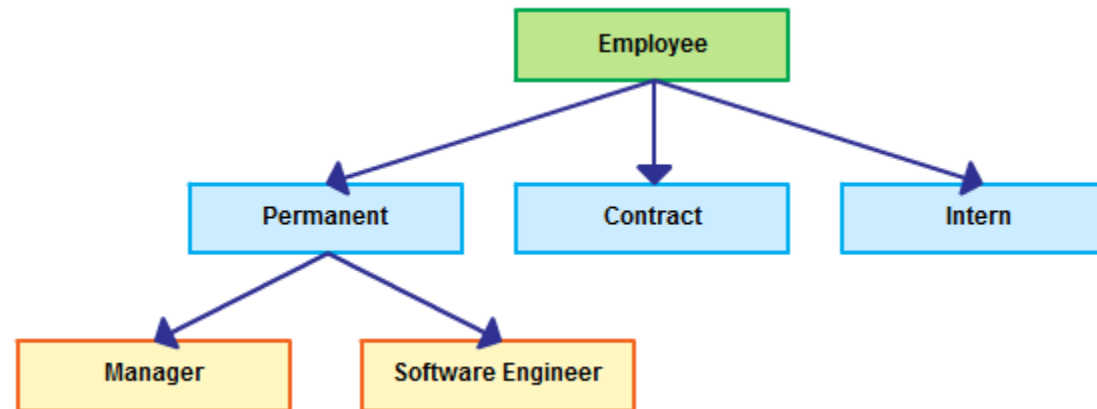 Employee
Permanent
Contract
Intern
Manager
Software Engineer